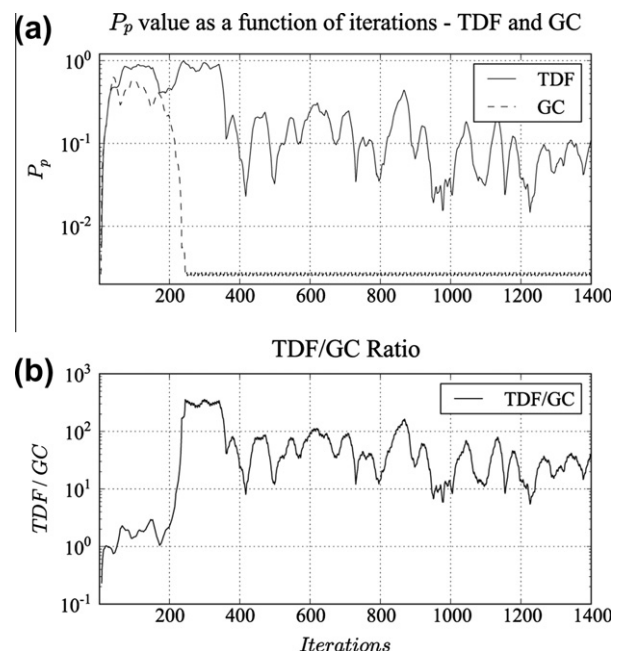 (a)
P_p value as a function of iterations - TDF and GC
10^0
10^-1
10^-2
P_p
TDF
GC
200 400 600 800 1000 1200 1400
(b)
TDF/GC Ratio
10^3
10^2
10^1
10^0
10^-1
TDF / GC
TDF/GC
0 200 400 600 800 1000 1200 1400
Iterations